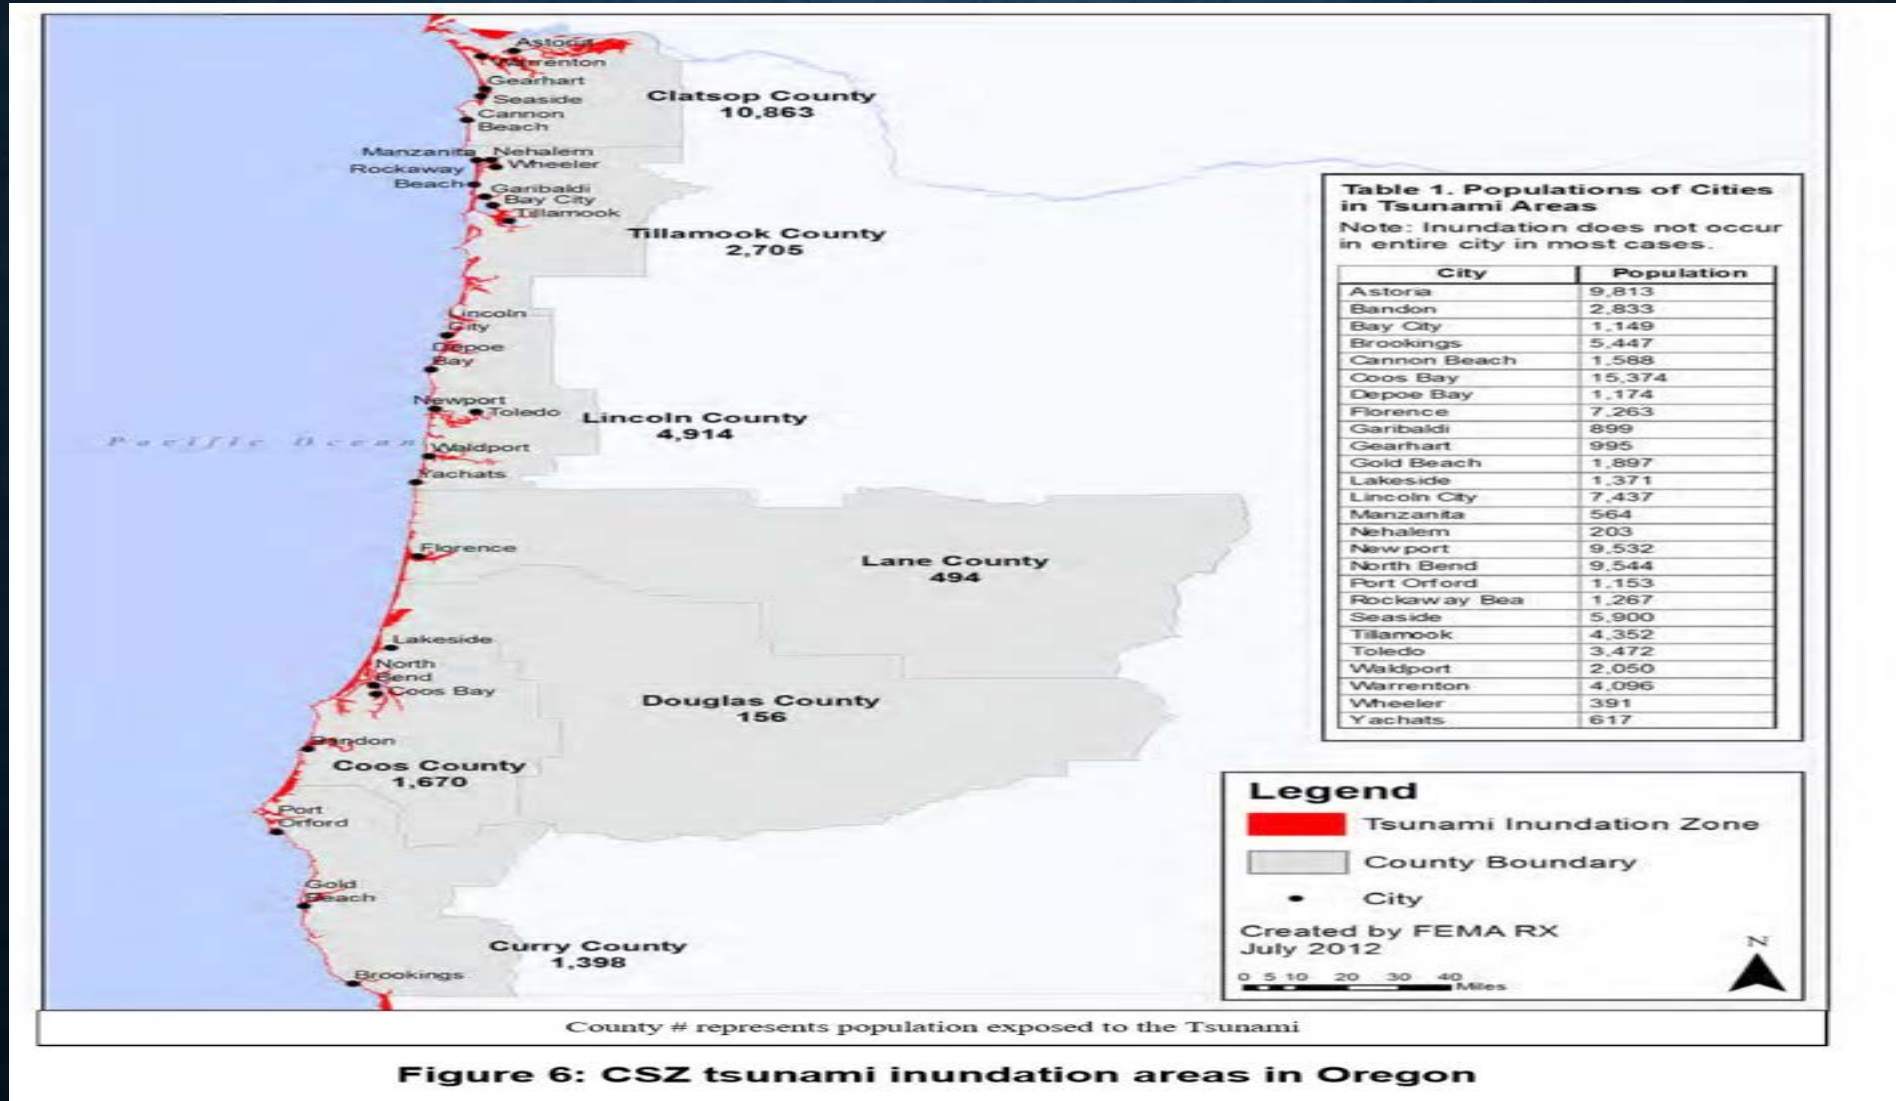 Astoria
Warrenton
Gearhart
Seaside
Cannon
Beach
Clatsop County
10,863
Manzanita
Nehalem
Wheeler
Rockaway
Beach
Garibaldi
Bay City
Tillamook
Tillamook County
2,705
Lincoln
City
Depoe
Bay
Newport
Toledo
Lincoln County
4,914
Pacific Ocean
Waldport
Yachats
Florence
Lane County
494
Lakeside
North
Bend
Coos Bay
Douglas County
156
Bandon
Coos County
1,670
Port
Orford
Gold
Beach
Curry County
1,398
Brookings
Table 1. Populations of Cities
in Tsunami Areas
Note: Inundation does not occur
in entire city in most cases.
City Population
Astoria 9,813
Bandon 2,833
Bay City 1,149
Brookings 5,447
Cannon Beach 1,588
Coos Bay 15,374
Depoe Bay 1,174
Florence 7,263
Garibaldi 899
Gearhart 995
Gold Beach 1,897
Lakeside 1,371
Lincoln City 7,437
Manzanita 564
Nehalem 203
Newport 9,532
North Bend 9,544
Port Orford 1,153
Rockaway Bea 1,267
Seaside 5,900
Tillamook 4,352
Toledo 3,472
Waldport 2,050
Warrenton 4,096
Wheeler 391
Yachats 617
Legend
Tsunami Inundation Zone
County Boundary
City
Created by FEMA RX
July 2012
N
0 5 10 20 30 40
Miles
County # represents population exposed to the Tsunami
Figure 6: CSZ tsunami inundation areas in Oregon